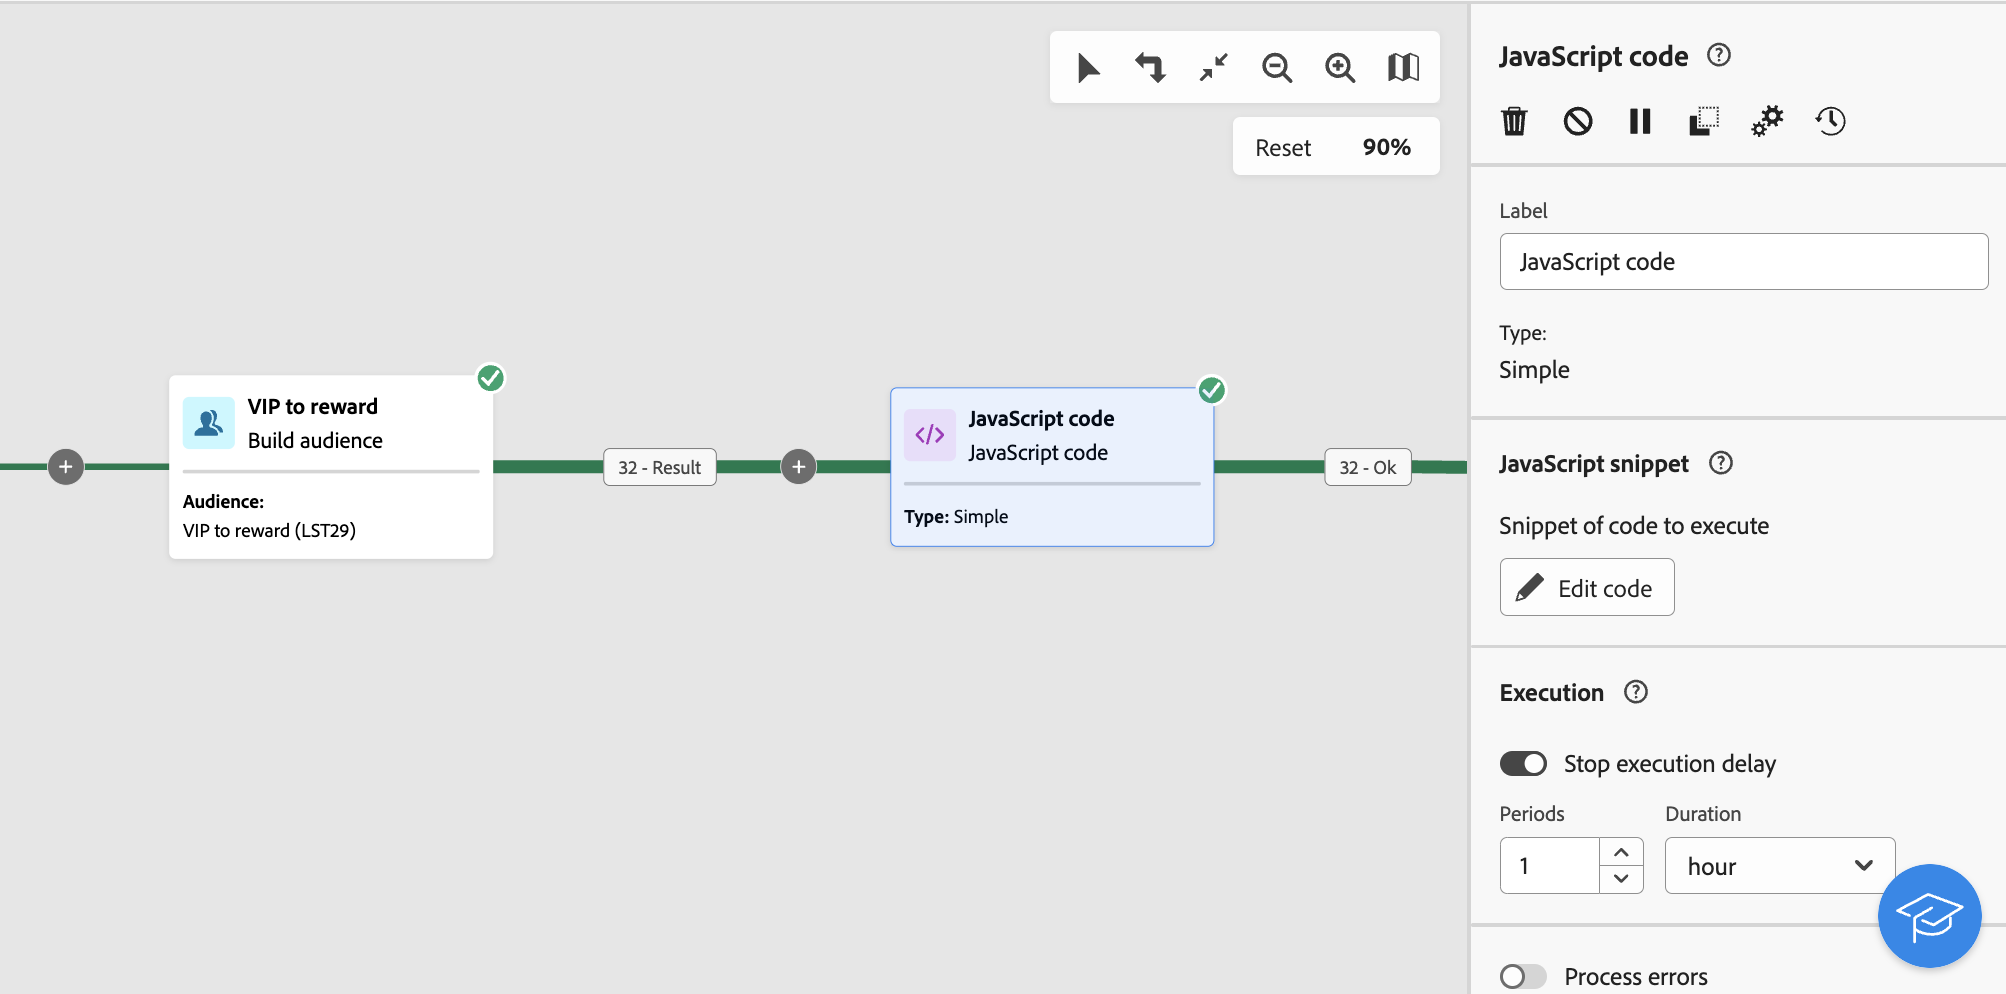 Reset 90%
VIP to reward
Build audience
Audience:
VIP to reward (LST29)
32 - Result
JavaScript code
JavaScript code
Type: Simple
32 - Ok
JavaScript code
Label
JavaScript code
Type:
Simple
JavaScript snippet
Snippet of code to execute
Edit code
Execution
Stop execution delay
Periods Duration
1 hour
Process errors